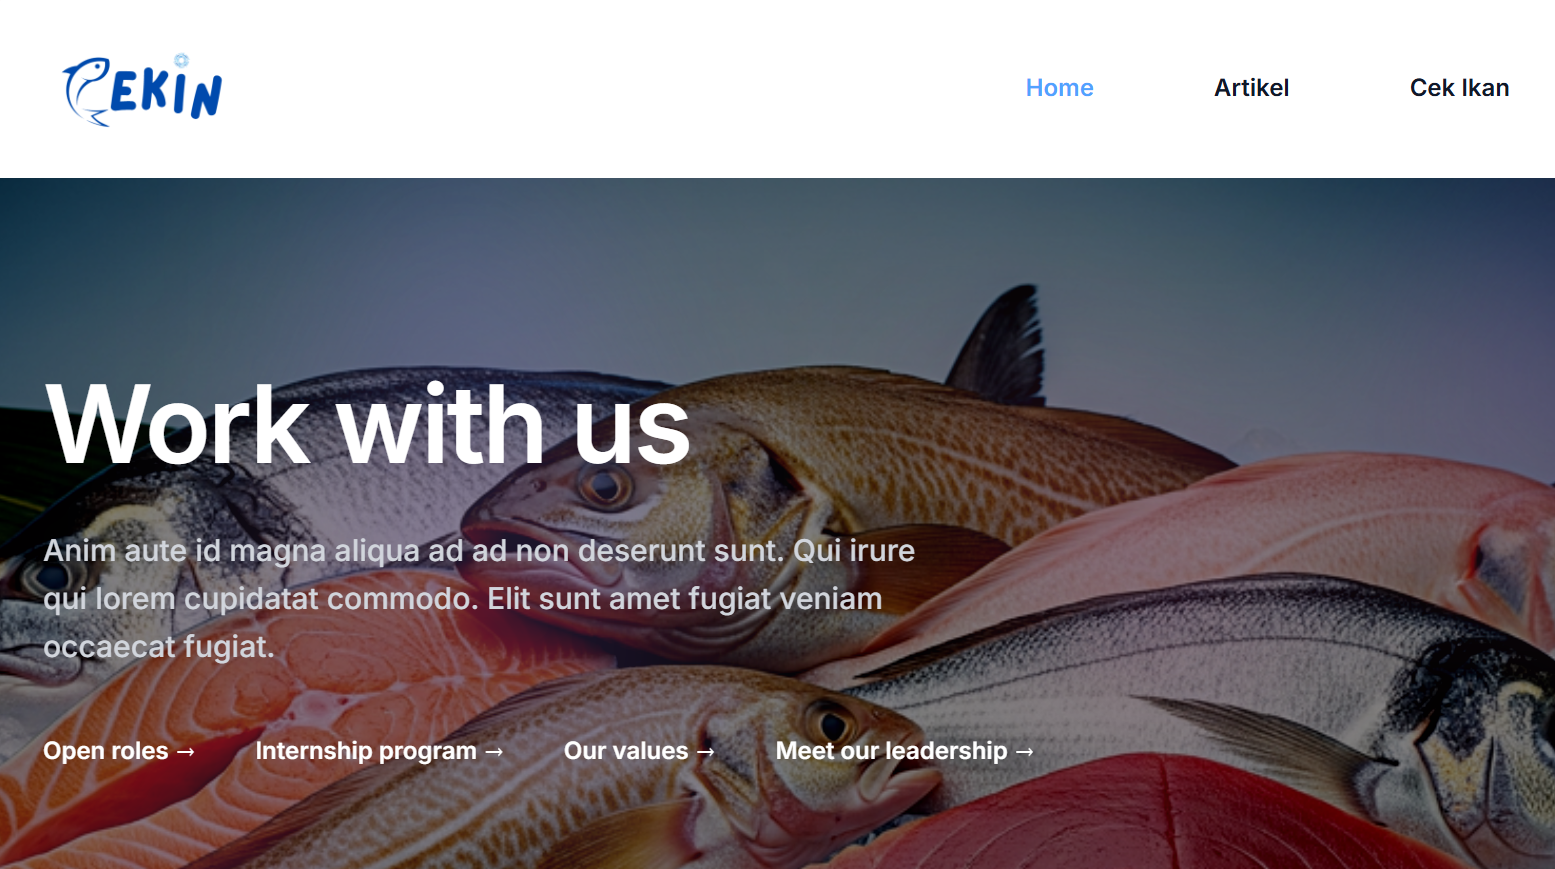 CEKIN
Home
Artikel
Cek Ikan
Work with us
Anim aute id magna aliqua ad ad non deserunt sunt. Qui irure
qui lorem cupidatat commodo. Elit sunt amet fugiat veniam
occaecat fugiat.
Open roles →
Internship program →
Our values →
Meet our leadership →